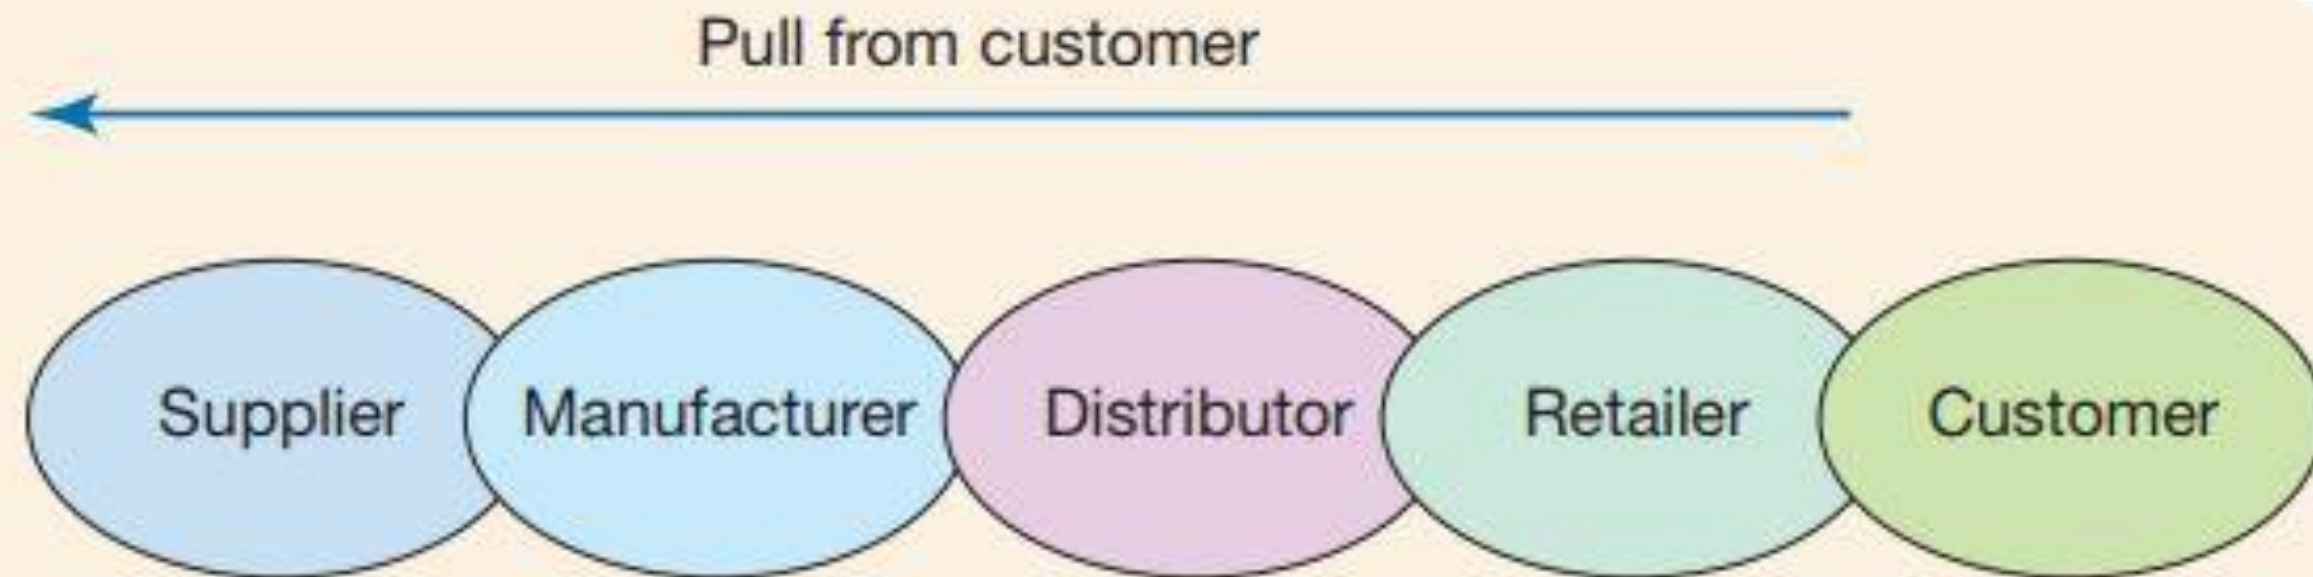 Pull from customer
Supplier Manufacturer Distributor Retailer Customer